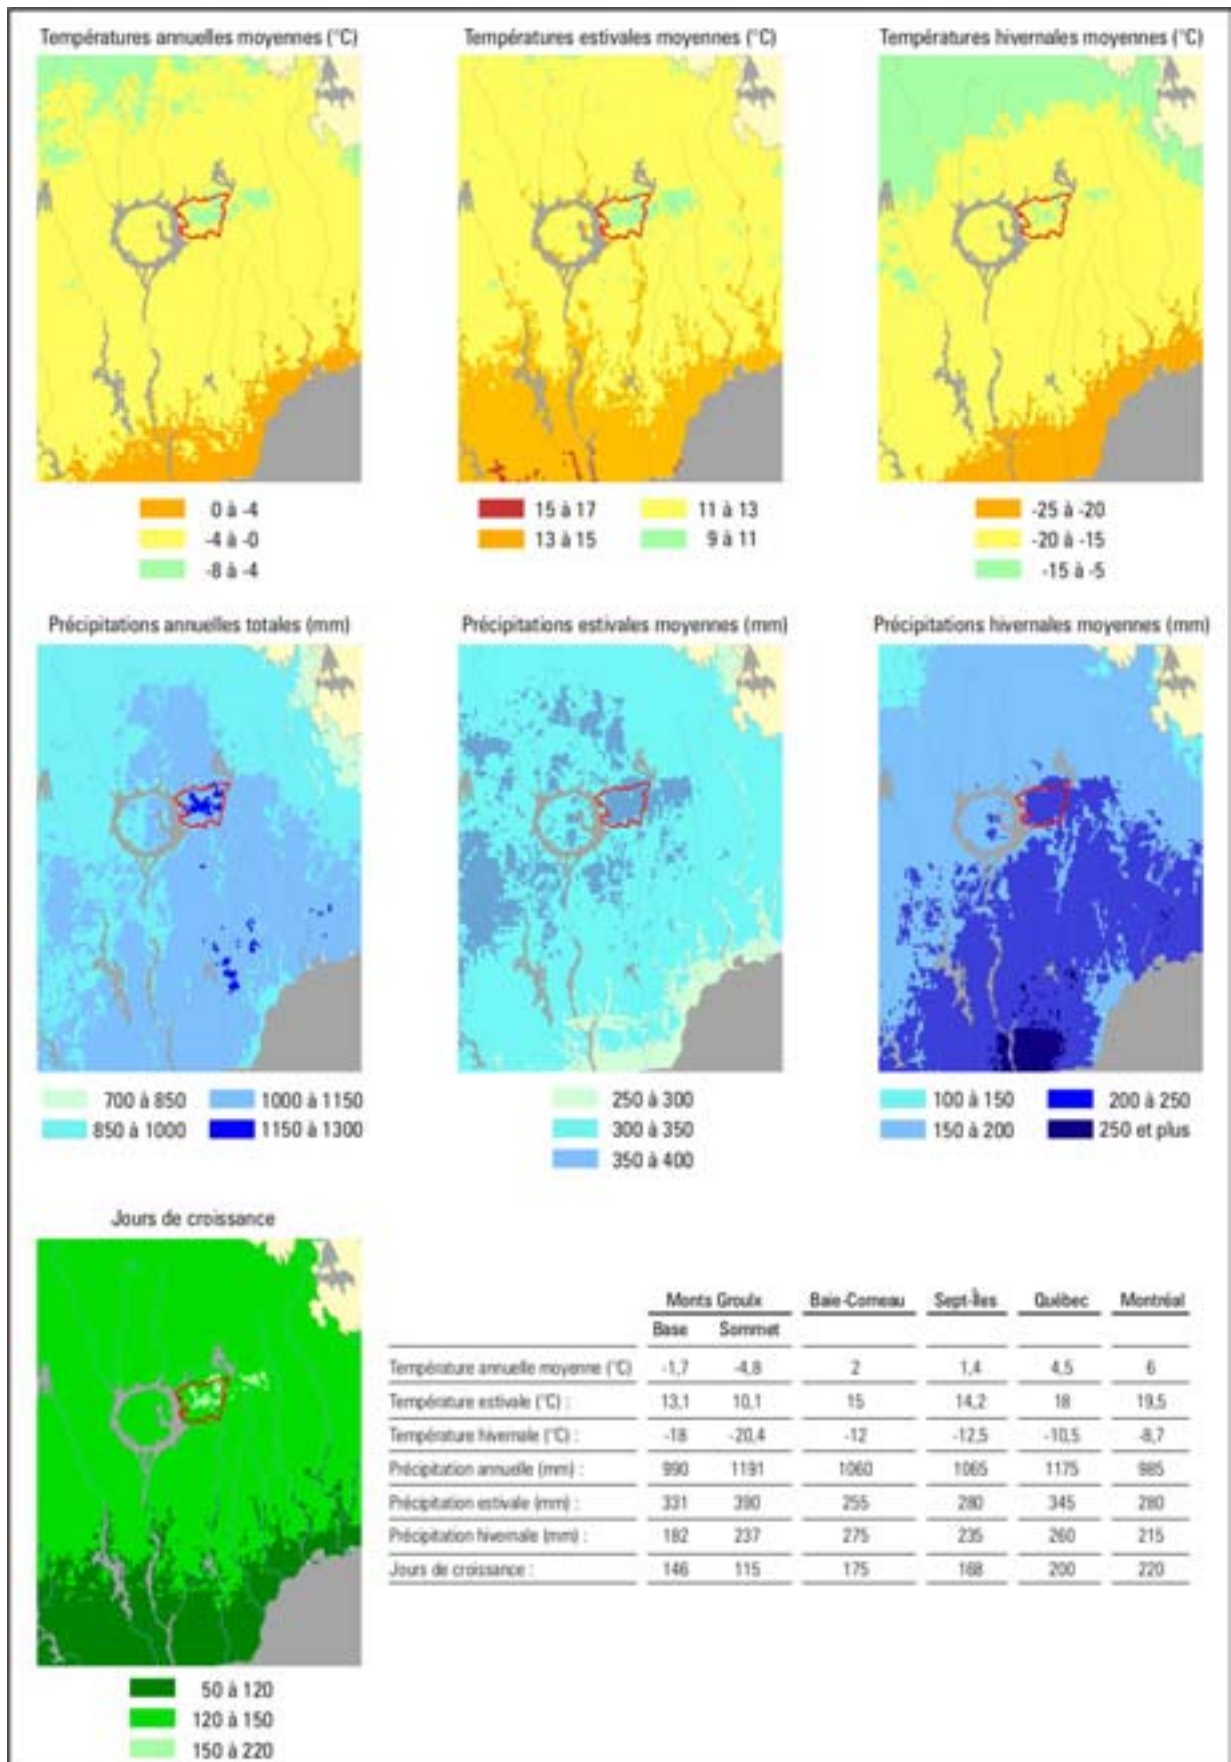 Températures annuelles moyennes (°C)
Températures estivales moyennes (°C)
Températures hivernales moyennes (°C)
0 à -4
-4 à -0
-8 à -4
15 à 17
11 à 13
13 à 15
9 à 11
-25 à -20
-20 à -15
-15 à -5
Précipitations annuelles totales (mm)
Précipitations estivales moyennes (mm)
Précipitations hivernales moyennes (mm)
700 à 850
1000 à 1150
850 à 1000
1150 à 1300
250 à 300
300 à 350
350 à 400
100 à 150
200 à 250
150 à 200
250 et plus
Jours de croissance
50 à 120
120 à 150
150 à 220
Monts Groulx Baie-Comeau Sept-Îles Québec Montréal
Base Sommet
Température annuelle moyenne (°C) -1,7 -4,8 2 1,4 4,5 6
Température estivale (°C) : 13,1 10,1 15 14,2 18 19,5
Température hivernale (°C) : -18 -20,4 -12 -12,5 -10,5 -8,7
Précipitation annuelle (mm) : 990 1191 1060 1065 1175 985
Précipitation estivale (mm) : 331 390 255 280 345 280
Précipitation hivernale (mm) : 182 237 275 235 260 215
Jours de croissance : 146 115 175 168 200 220